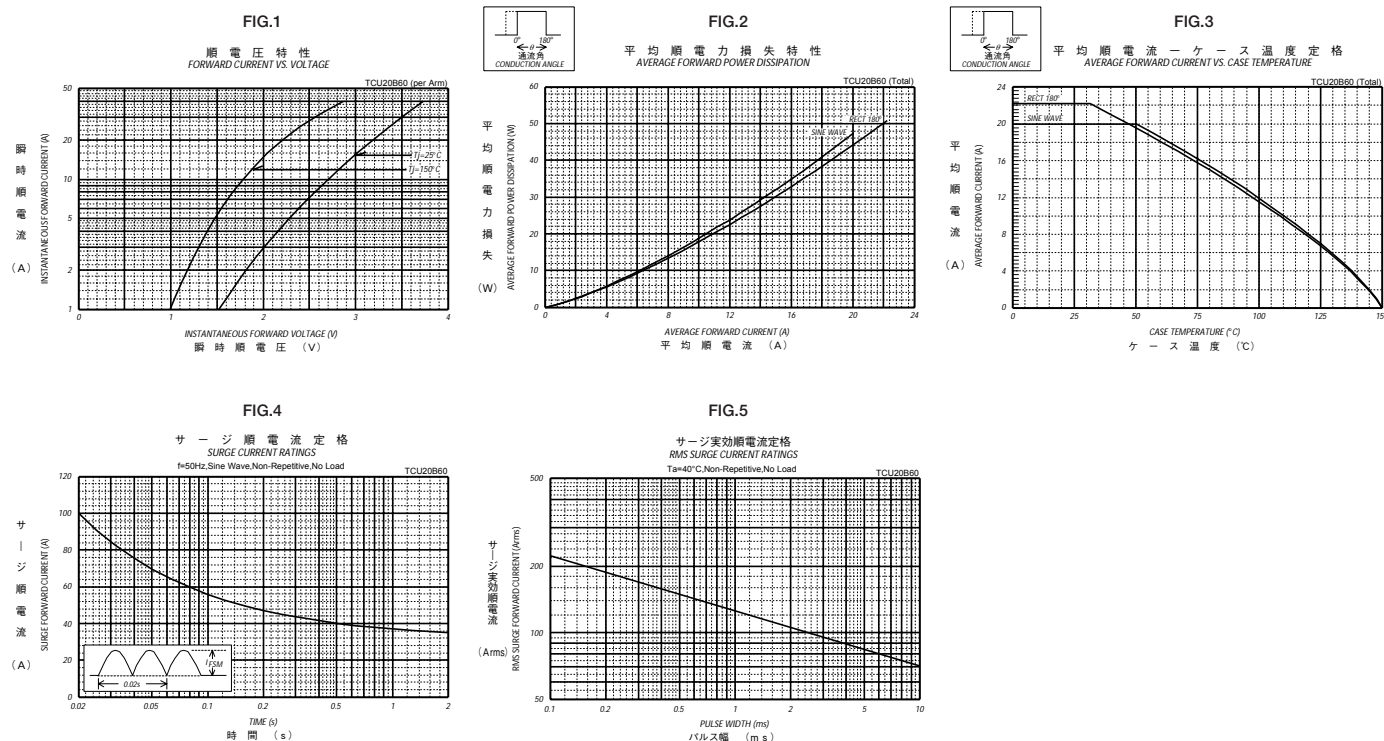 FIG.1
順電圧特性
FORWARD CURRENT VS. VOLTAGE
TCU20B60 (per Arm)
瞬時順電流 (A)
INSTANTANEOUS FORWARD CURRENT (A)
50
20
10
5
2
1
Tj=25°C
Tj=150°C
0 1 2 3 4
INSTANTANEOUS FORWARD VOLTAGE (V)
瞬時順電圧 (V)
FIG.2
0° 180°
θ
通流角
CONDUCTION ANGLE
平均順電力損失特性
AVERAGE FORWARD POWER DISSIPATION
TCU20B60 (Total)
平均順電力損失 (W)
AVERAGE FORWARD POWER DISSIPATION (W)
60
50
40
30
20
10
0
RECT 180°
SINE WAVE
0 4 8 12 16 20 24
AVERAGE FORWARD CURRENT (A)
平均順電流 (A)
FIG.3
0° 180°
θ
通流角
CONDUCTION ANGLE
平均順電流ーケース温度定格
AVERAGE FORWARD CURRENT VS. CASE TEMPERATURE
TCU20B60 (Total)
平均順電流 (A)
AVERAGE FORWARD CURRENT (A)
24
20
16
12
8
4
0
RECT 180°
SINE WAVE
0 25 50 75 100 125 150
CASE TEMPERATURE (°C)
ケース温度 (℃)
FIG.4
サージ順電流定格
SURGE CURRENT RATINGS
f=50Hz,Sine Wave,Non-Repetitive,No Load
TCU20B60
サージ順電流 (A)
SURGE FORWARD CURRENT (A)
120
100
80
60
40
20
0
IFSM
0.02s
0.02 0.05 0.1 0.2 0.5 1 2
TIME (s)
時間 (s)
FIG.5
サージ実効順電流定格
RMS SURGE CURRENT RATINGS
Ta=40°C,Non-Repetitive,No Load
TCU20B60
サージ実効順電流 (Arms)
RMS SURGE FORWARD CURRENT (Arms)
500
200
100
50
0.1 0.2 0.5 1 2 5 10
PULSE WIDTH (ms)
パルス幅 (ms)